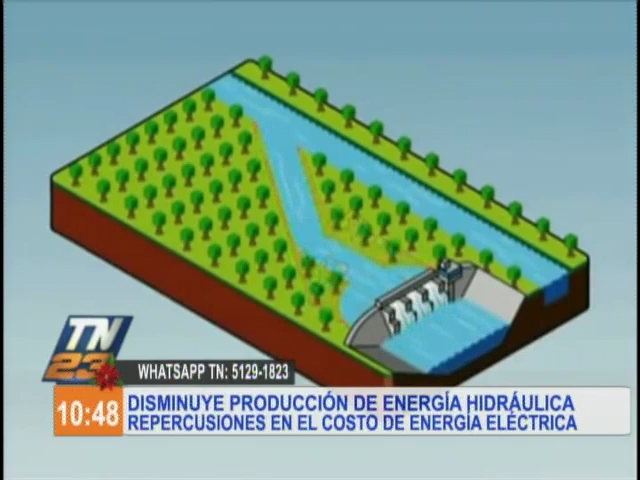 TN
23
WHATSAPP TN: 5129-1823
10:48
DISMINUYE PRODUCCIÓN DE ENERGÍA HIDRÁULICA
REPERCUSIONES EN EL COSTO DE ENERGÍA ELÉCTRICA